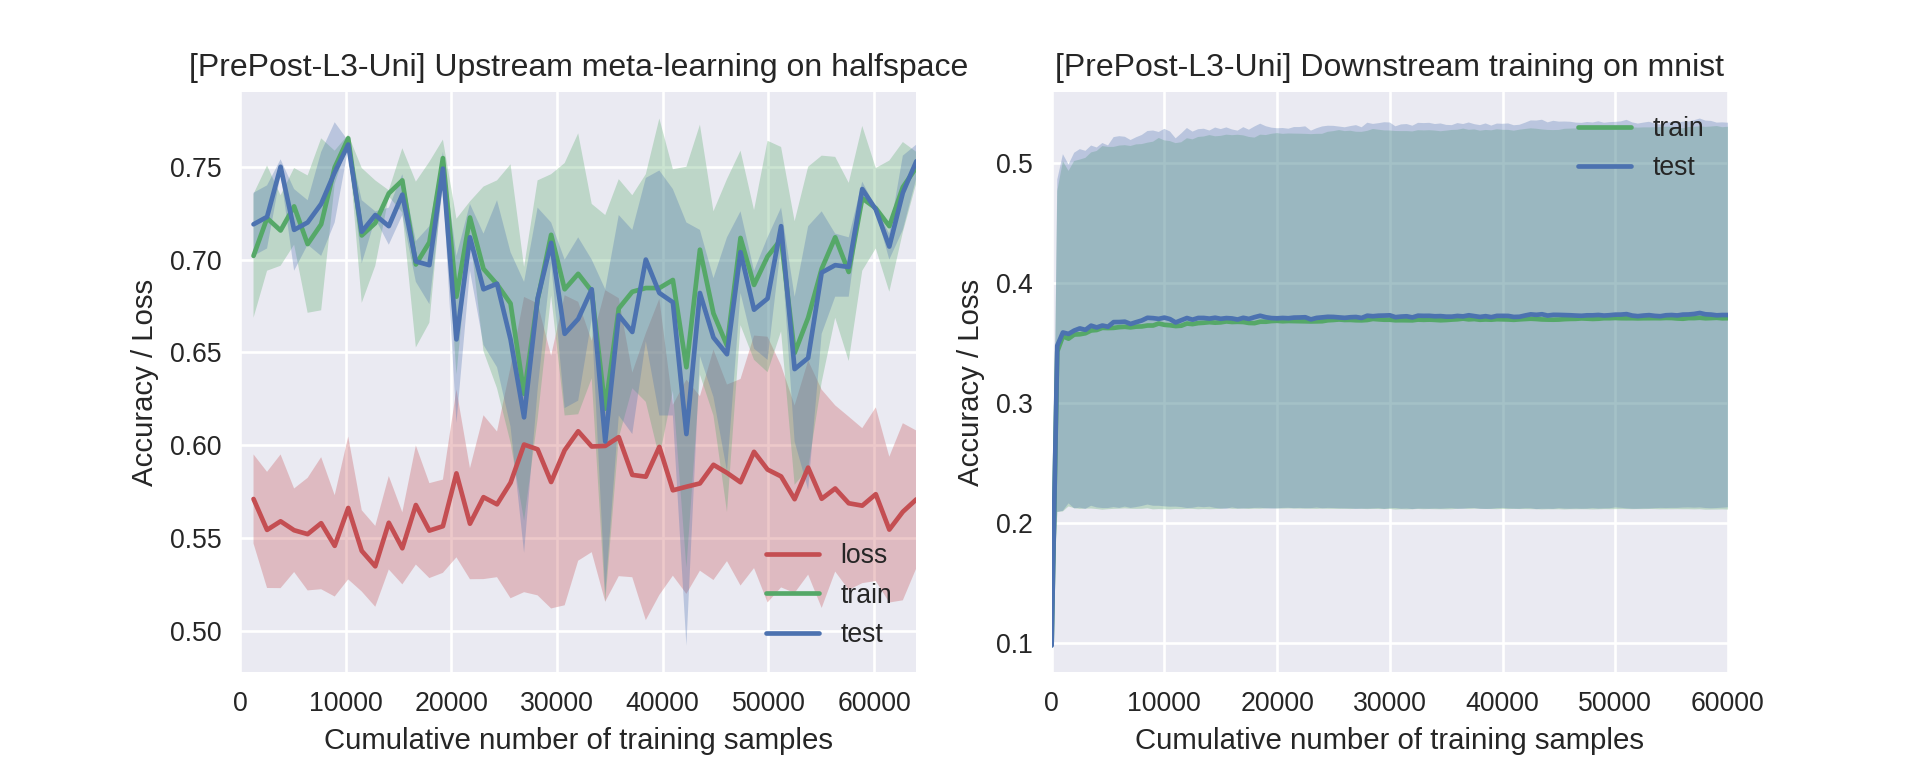 [PrePost-L3-Uni] Upstream meta-learning on halfspace
Accuracy / Loss
0.75
0.70
0.65
0.60
0.55
0.50
loss
train
test
0 10000 20000 30000 40000 50000 60000
Cumulative number of training samples
[PrePost-L3-Uni] Downstream training on mnist
Accuracy / Loss
0.5
0.4
0.3
0.2
0.1
train
test
0 10000 20000 30000 40000 50000 60000
Cumulative number of training samples